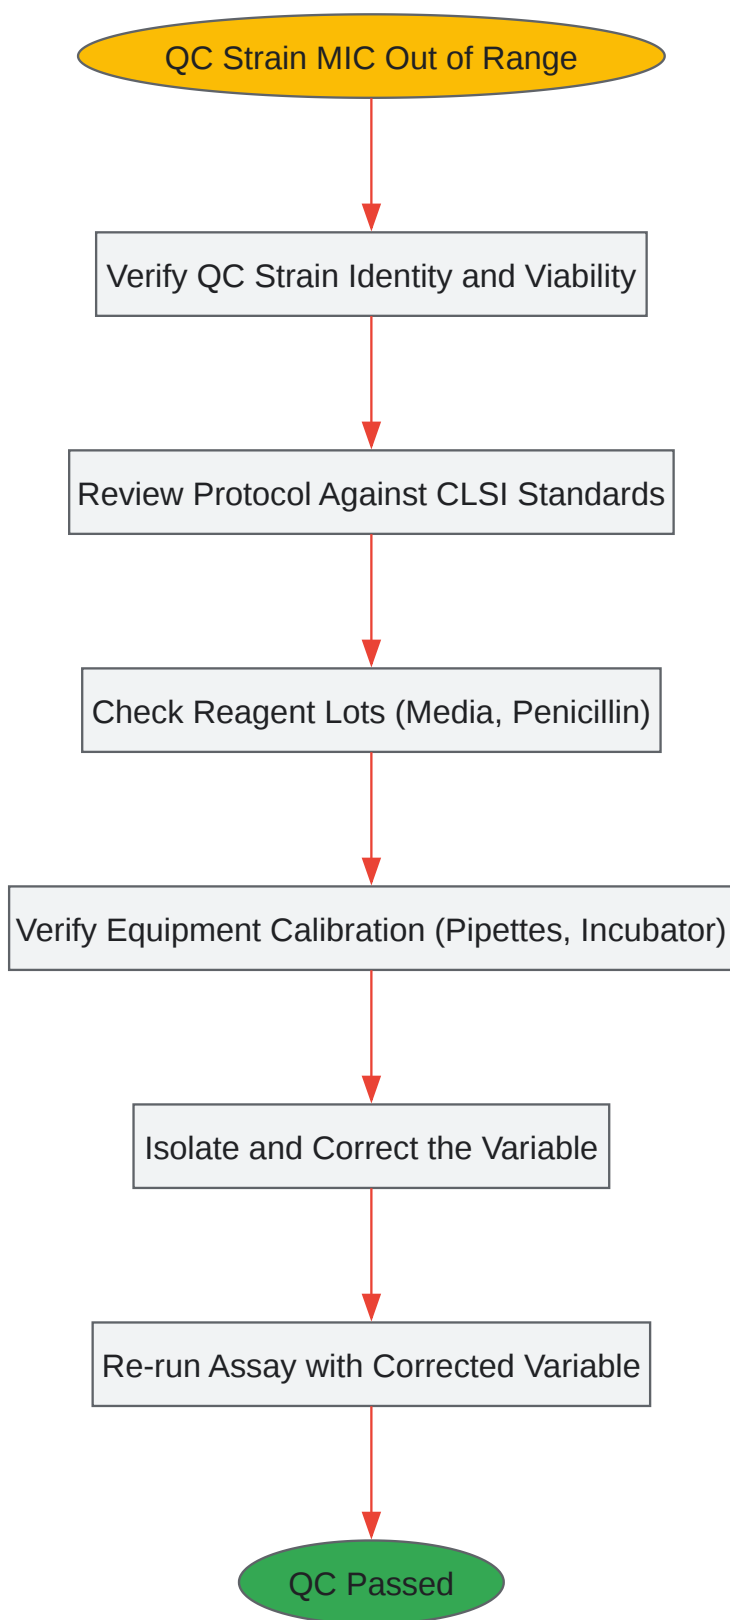 QC Strain MIC Out of Range
Verify QC Strain Identity and Viability
Review Protocol Against CLSI Standards
Check Reagent Lots (Media, Penicillin)
Verify Equipment Calibration (Pipettes, Incubator)
Isolate and Correct the Variable
Re-run Assay with Corrected Variable
QC Passed